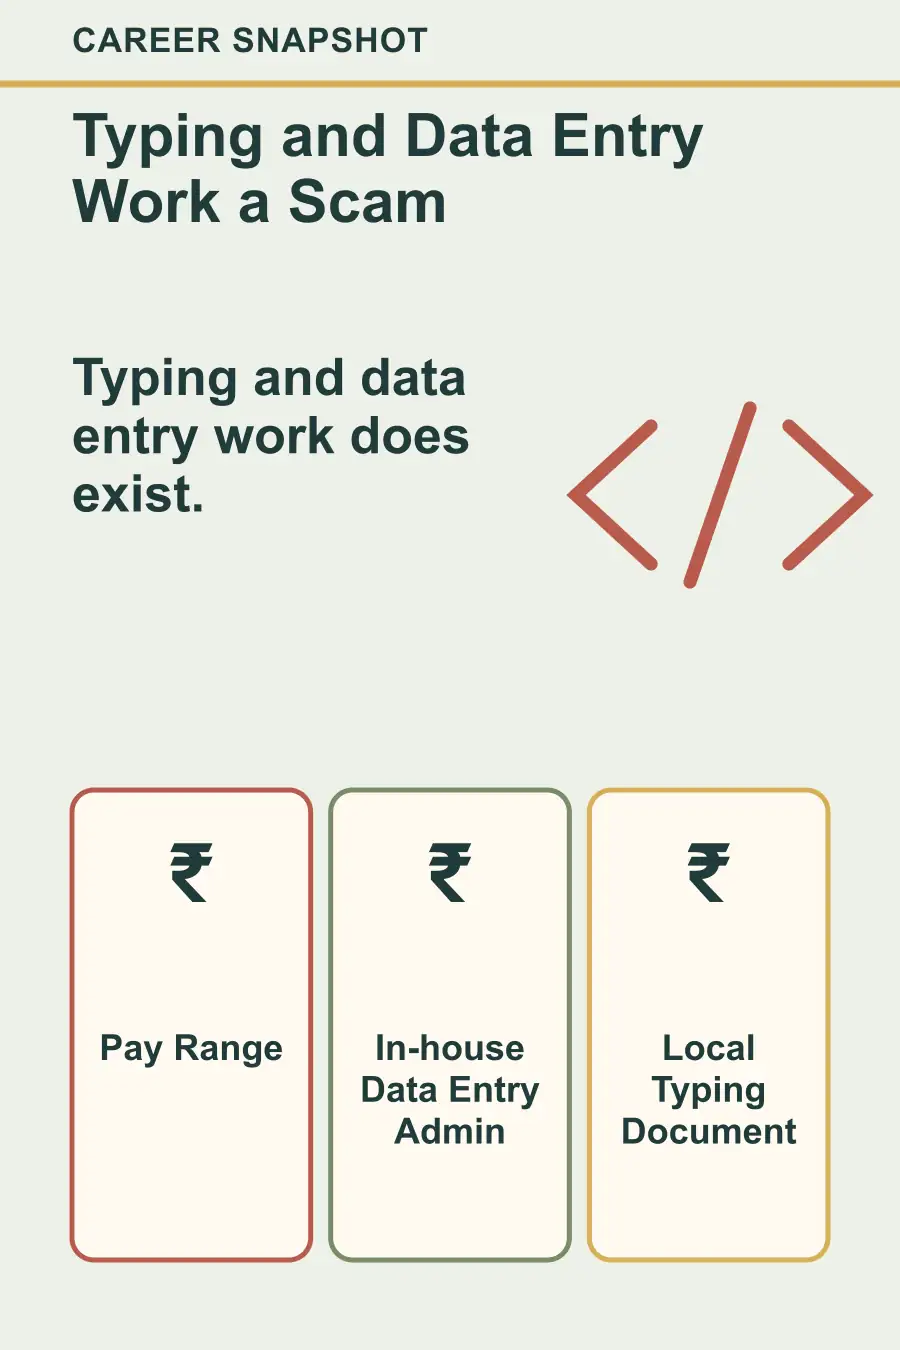 CAREER SNAPSHOT
Typing and Data Entry
Work a Scam
Typing and data
entry work does
exist.
₹
Pay Range
₹
In-house
Data Entry
Admin
₹
Local
Typing
Document